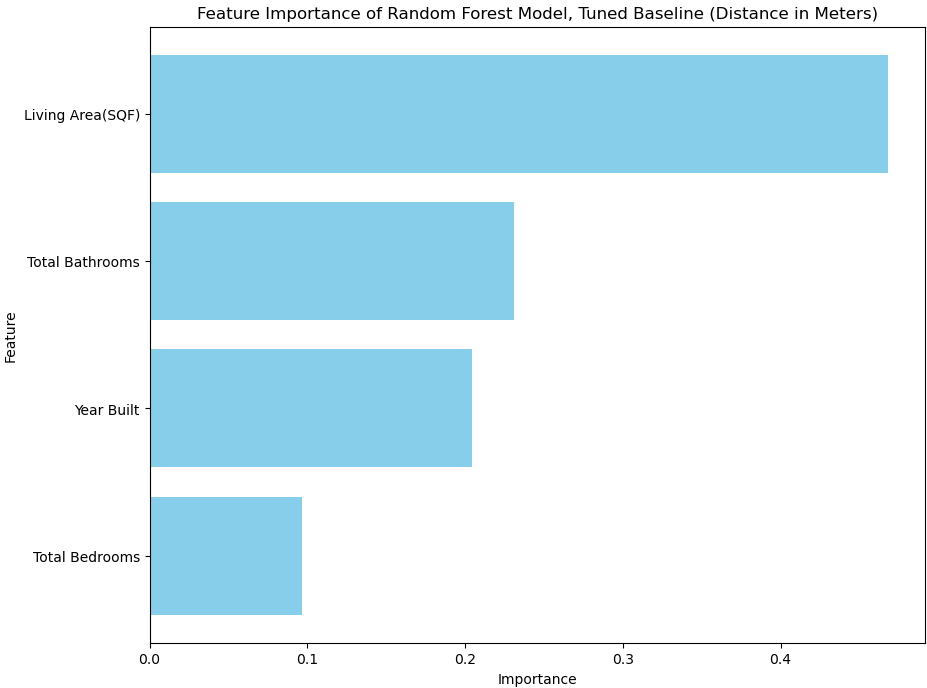 Feature Importance of Random Forest Model, Tuned Baseline (Distance in Meters)
Living Area(SQF)
Total Bathrooms
Year Built
Total Bedrooms
Feature
0.0 0.1 0.2 0.3 0.4
Importance